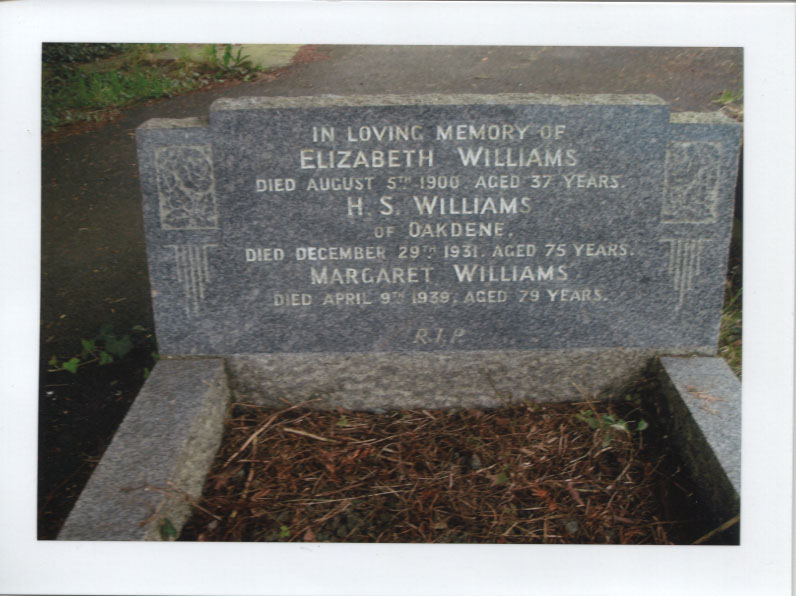 IN LOVING MEMORY OF
ELIZABETH WILLIAMS
DIED AUGUST 5TH 1900 AGED 37 YEARS.
H. S. WILLIAMS
OF OAKDENE.
DIED DECEMBER 29TH 1931. AGED 75 YEARS.
MARGARET WILLIAMS
DIED APRIL 9TH 1939. AGED 79 YEARS.
R.I.P.